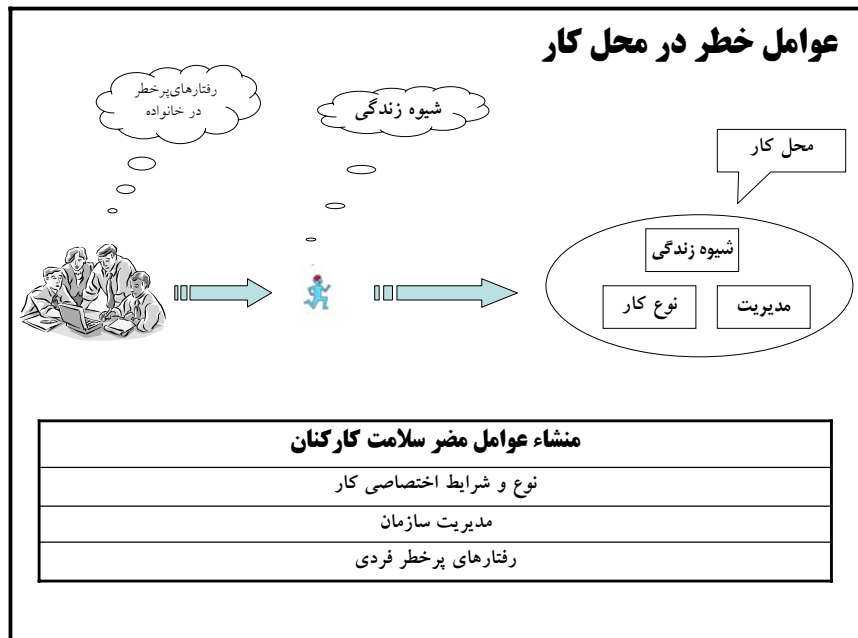 عوامل خطر در محل کار
رفتارهای‌پرخطر
در خانواده
شیوه زندگی
محل کار
شیوه زندگی
نوع کار
مدیریت
منشاء عوامل مضر سلامت کارکنان
نوع و شرایط اختصاصی کار
مدیریت سازمان
رفتارهای پرخطر فردی